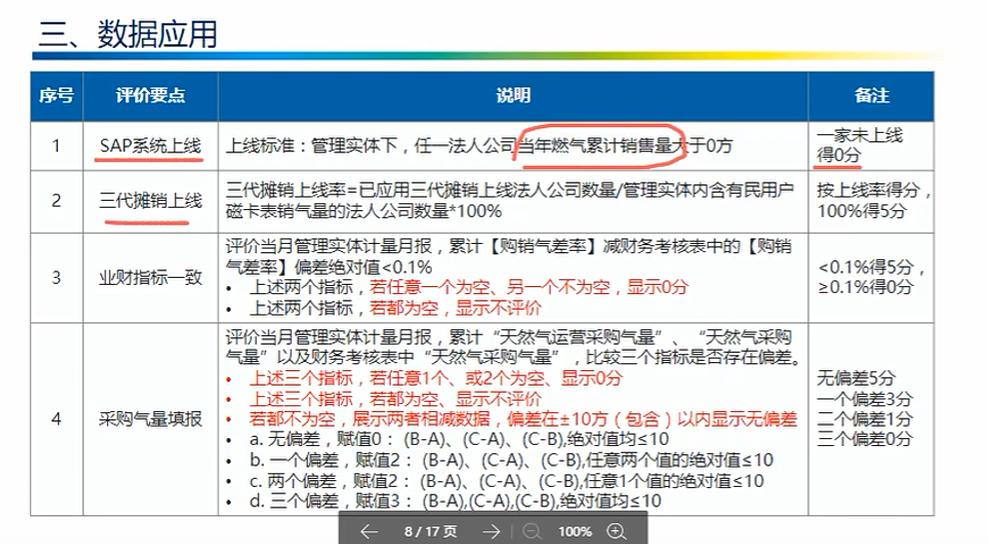 三、数据应用
序号 评价要点 说明 备注
1 SAP系统上线 上线标准：管理实体下，任一法人公司当年燃气累计销售量大于0方 一家未上线
得0分
2 三代摊销上线 三代摊销上线率=已应用三代摊销上线法人公司数量/管理实体内含有民用户
磁卡表销气量的法人公司数量*100%
按上线率得分，
100%得5分
3 业财指标一致 评价当月管理实体计量月报，累计【购销气差率】减财务考核表中的【购销
气差率】偏差绝对值<0.1%
• 上述两个指标，若任意一个为空、另一个不为空，显示0分
• 上述两个指标，若都为空，显示不评价
<0.1%得5分，
≥0.1%得0分
4 采购气量填报 评价当月管理实体计量月报，累计“天然气运营采购气量”、“天然气采购
气量”以及财务考核表中“天然气采购气量”，比较三个指标是否存在偏差。
• 上述三个指标，若任意1个、或2个为空、显示0分
• 上述三个指标，若都为空、显示不评价
• 若都不为空，展示两者相减数据，偏差在±10方（包含）以内显示无偏差
• a. 无偏差，赋值0：(B-A)、(C-A)、(C-B),绝对值均≤10
• b. 一个偏差，赋值2：(B-A)、(C-A)、(C-B),任意两个值的绝对值≤10
• c. 两个偏差，赋值2：(B-A)、(C-A)、(C-B),任意1个值的绝对值≤10
• d. 三个偏差，赋值3：(B-A),(C-A),(C-B),绝对值均≤10
无偏差5分
一个偏差3分
二个偏差1分
三个偏差0分
8 / 17 页 100%